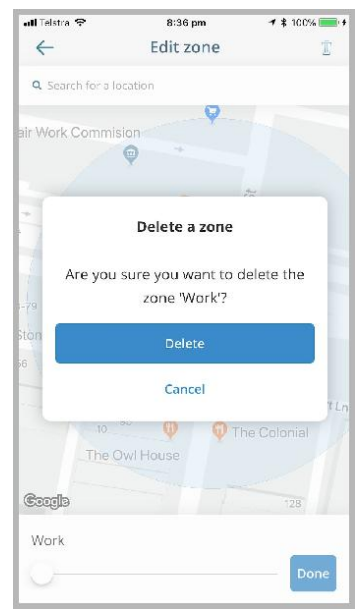 Telstra
8:36 pm
100%
Edit zone
Search for a location
air Work Commision
Delete a zone
Are you sure you want to delete the
zone 'Work'?
Delete
Cancel
The Colonial
The Owl House
Google
128
Work
Done